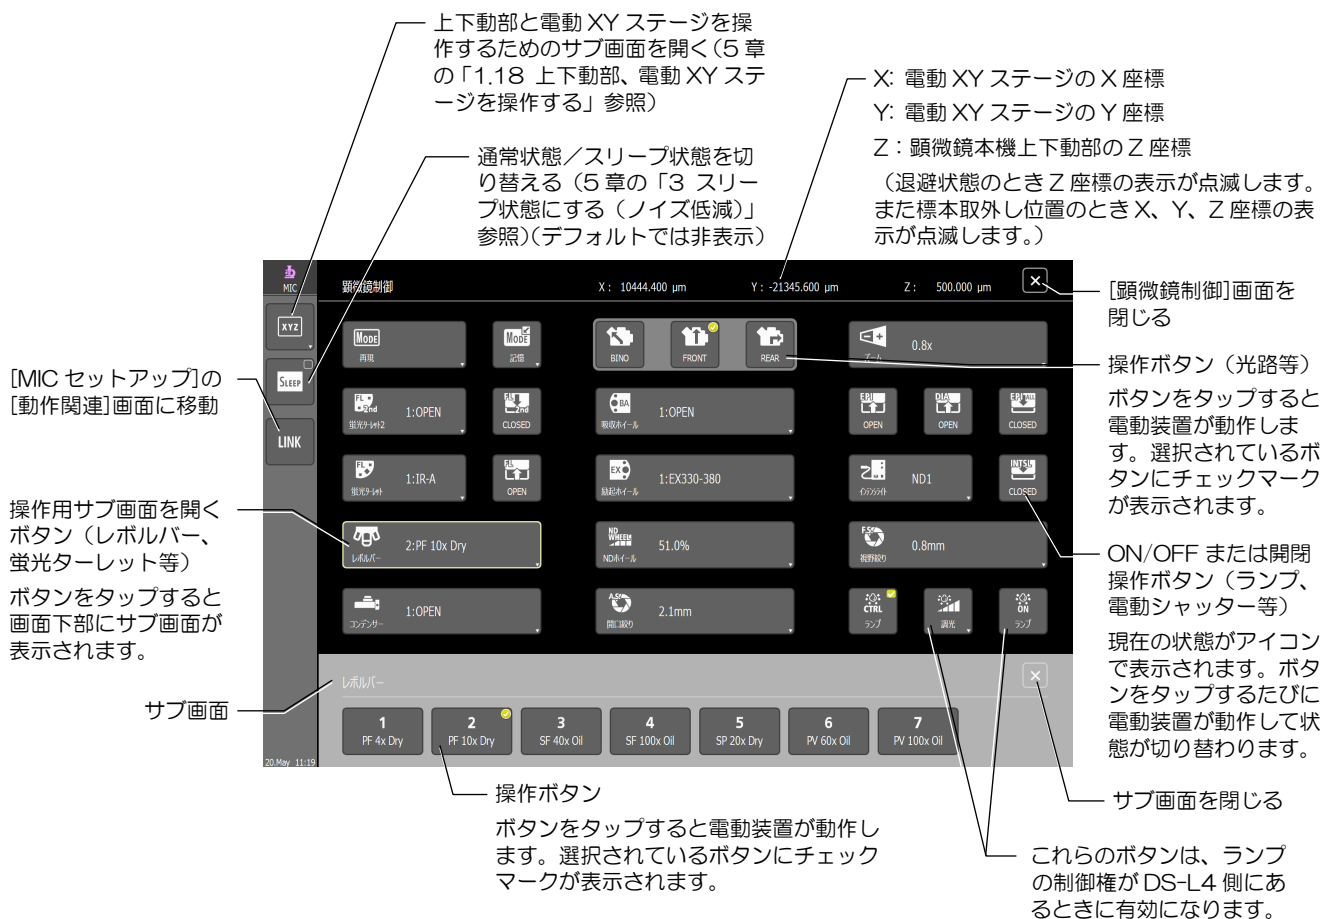 上下動部と電動 XY ステージを操
作するためのサブ画面を開く（5 章
の「1.18 上下動部、電動 XY ステ
ージを操作する」参照）
通常状態／スリープ状態を切
り替える（5 章の「3 スリー
プ状態にする（ノイズ低減）」
参照）（デフォルトでは非表示）
X: 電動 XY ステージの X 座標
Y: 電動 XY ステージの Y 座標
Z：顕微鏡本機上下動部の Z 座標
（退避状態のとき Z 座標の表示が点滅します。
また標本取外し位置のとき X、Y、Z 座標の表
示が点滅します。）
[MIC セットアップ]の
[動作関連]画面に移動
操作用サブ画面を開く
ボタン（レボルバー、
蛍光ターレット等）
ボタンをタップすると
画面下部にサブ画面が
表示されます。
サブ画面
MIC
XYZ
SLEEP
LINK
20.May 11:19
顕微鏡制御
X : 10444.400 µm
Y : -21345.600 µm
Z : 500.000 µm
MODE
再現
MODE
記憶
BINO
FRONT
REAR
ズーム
0.8x
FL 2nd
蛍光ターレット2
1:OPEN
FL 2nd
CLOSED
BA
吸収ホイール
1:OPEN
EPI
OPEN
DIA
OPEN
CLOSED
FL
蛍光ターレット
1:IR-A
FL
OPEN
EX
励起ホイール
1:EX330-380
インテンシライト
ND1
INTSL
CLOSED
レボルバー
2:PF 10x Dry
ND WHEEL
NDホイール
51.0%
F.S
視野絞り
0.8mm
コンデンサー
1:OPEN
A.S
開口絞り
2.1mm
CTRL
ランプ
調光
ON
ランプ
レボルバー
1
PF 4x Dry
2
PF 10x Dry
3
SF 40x Oil
4
SF 100x Oil
5
SP 20x Dry
6
PV 60x Oil
7
PV 100x Oil
[顕微鏡制御]画面を
閉じる
操作ボタン（光路等）
ボタンをタップすると
電動装置が動作しま
す。選択されているボ
タンにチェックマーク
が表示されます。
ON/OFF または開閉
操作ボタン（ランプ、
電動シャッター等）
現在の状態がアイコン
で表示されます。ボタ
ンをタップするたびに
電動装置が動作して状
態が切り替わります。
サブ画面を閉じる
操作ボタン
ボタンをタップすると電動装置が動作し
ます。選択されているボタンにチェック
マークが表示されます。
これらのボタンは、ランプ
の制御権が DS-L4 側にあ
るときに有効になります。